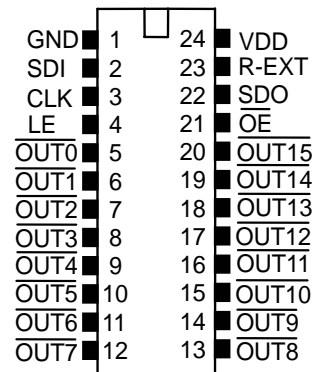 GND 1 24 VDD
SDI 2 23 R-EXT
CLK 3 22 SDO
LE 4 21 OE
OUT0 5 20 OUT15
OUT1 6 19 OUT14
OUT2 7 18 OUT13
OUT3 8 17 OUT12
OUT4 9 16 OUT11
OUT5 10 15 OUT10
OUT6 11 14 OUT9
OUT7 12 13 OUT8